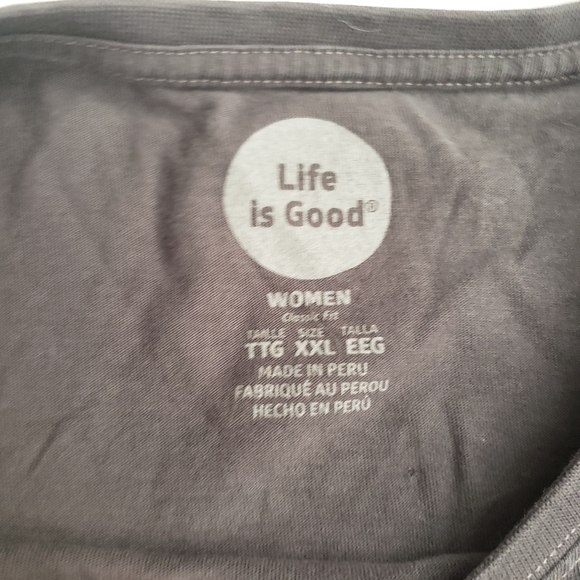 Life
is Good®
WOMEN
Classic Fit
TAILLE SIZE TALLA
TTG XXL EEG
MADE IN PERU
FABRIQUÉ AU PEROU
HECHO EN PERÚ